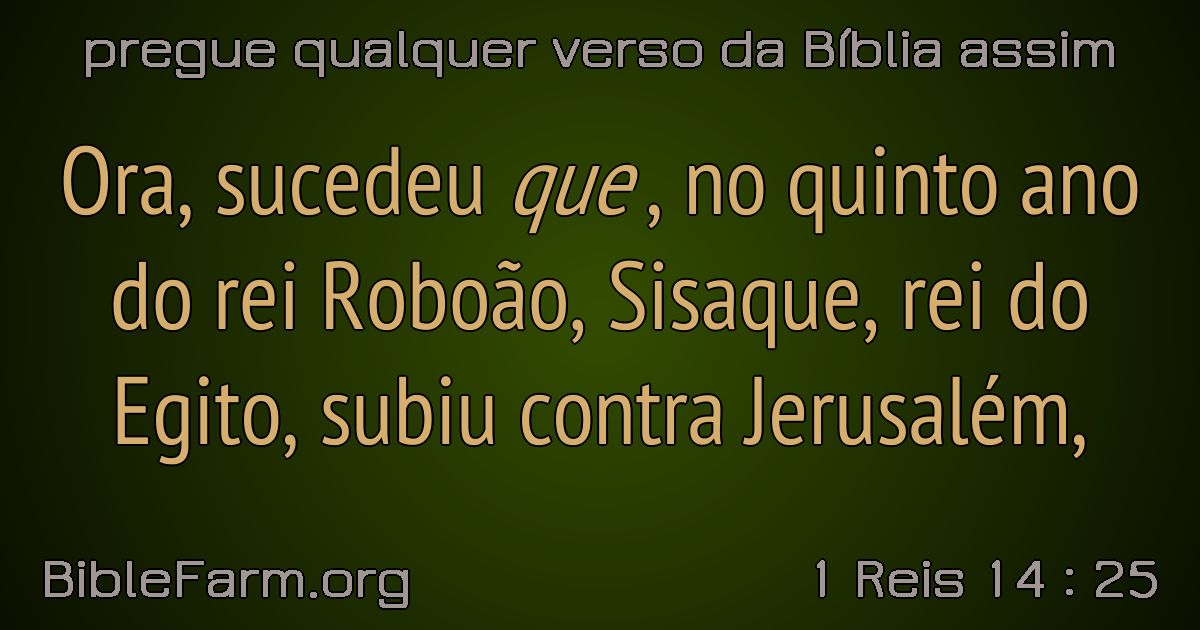 pregue qualquer verso da Bíblia assim
Ora, sucedeu que, no quinto ano
do rei Roboão, Sisaque, rei do
Egito, subiu contra Jerusalém,
BibleFarm.org
1 Reis 14 : 25